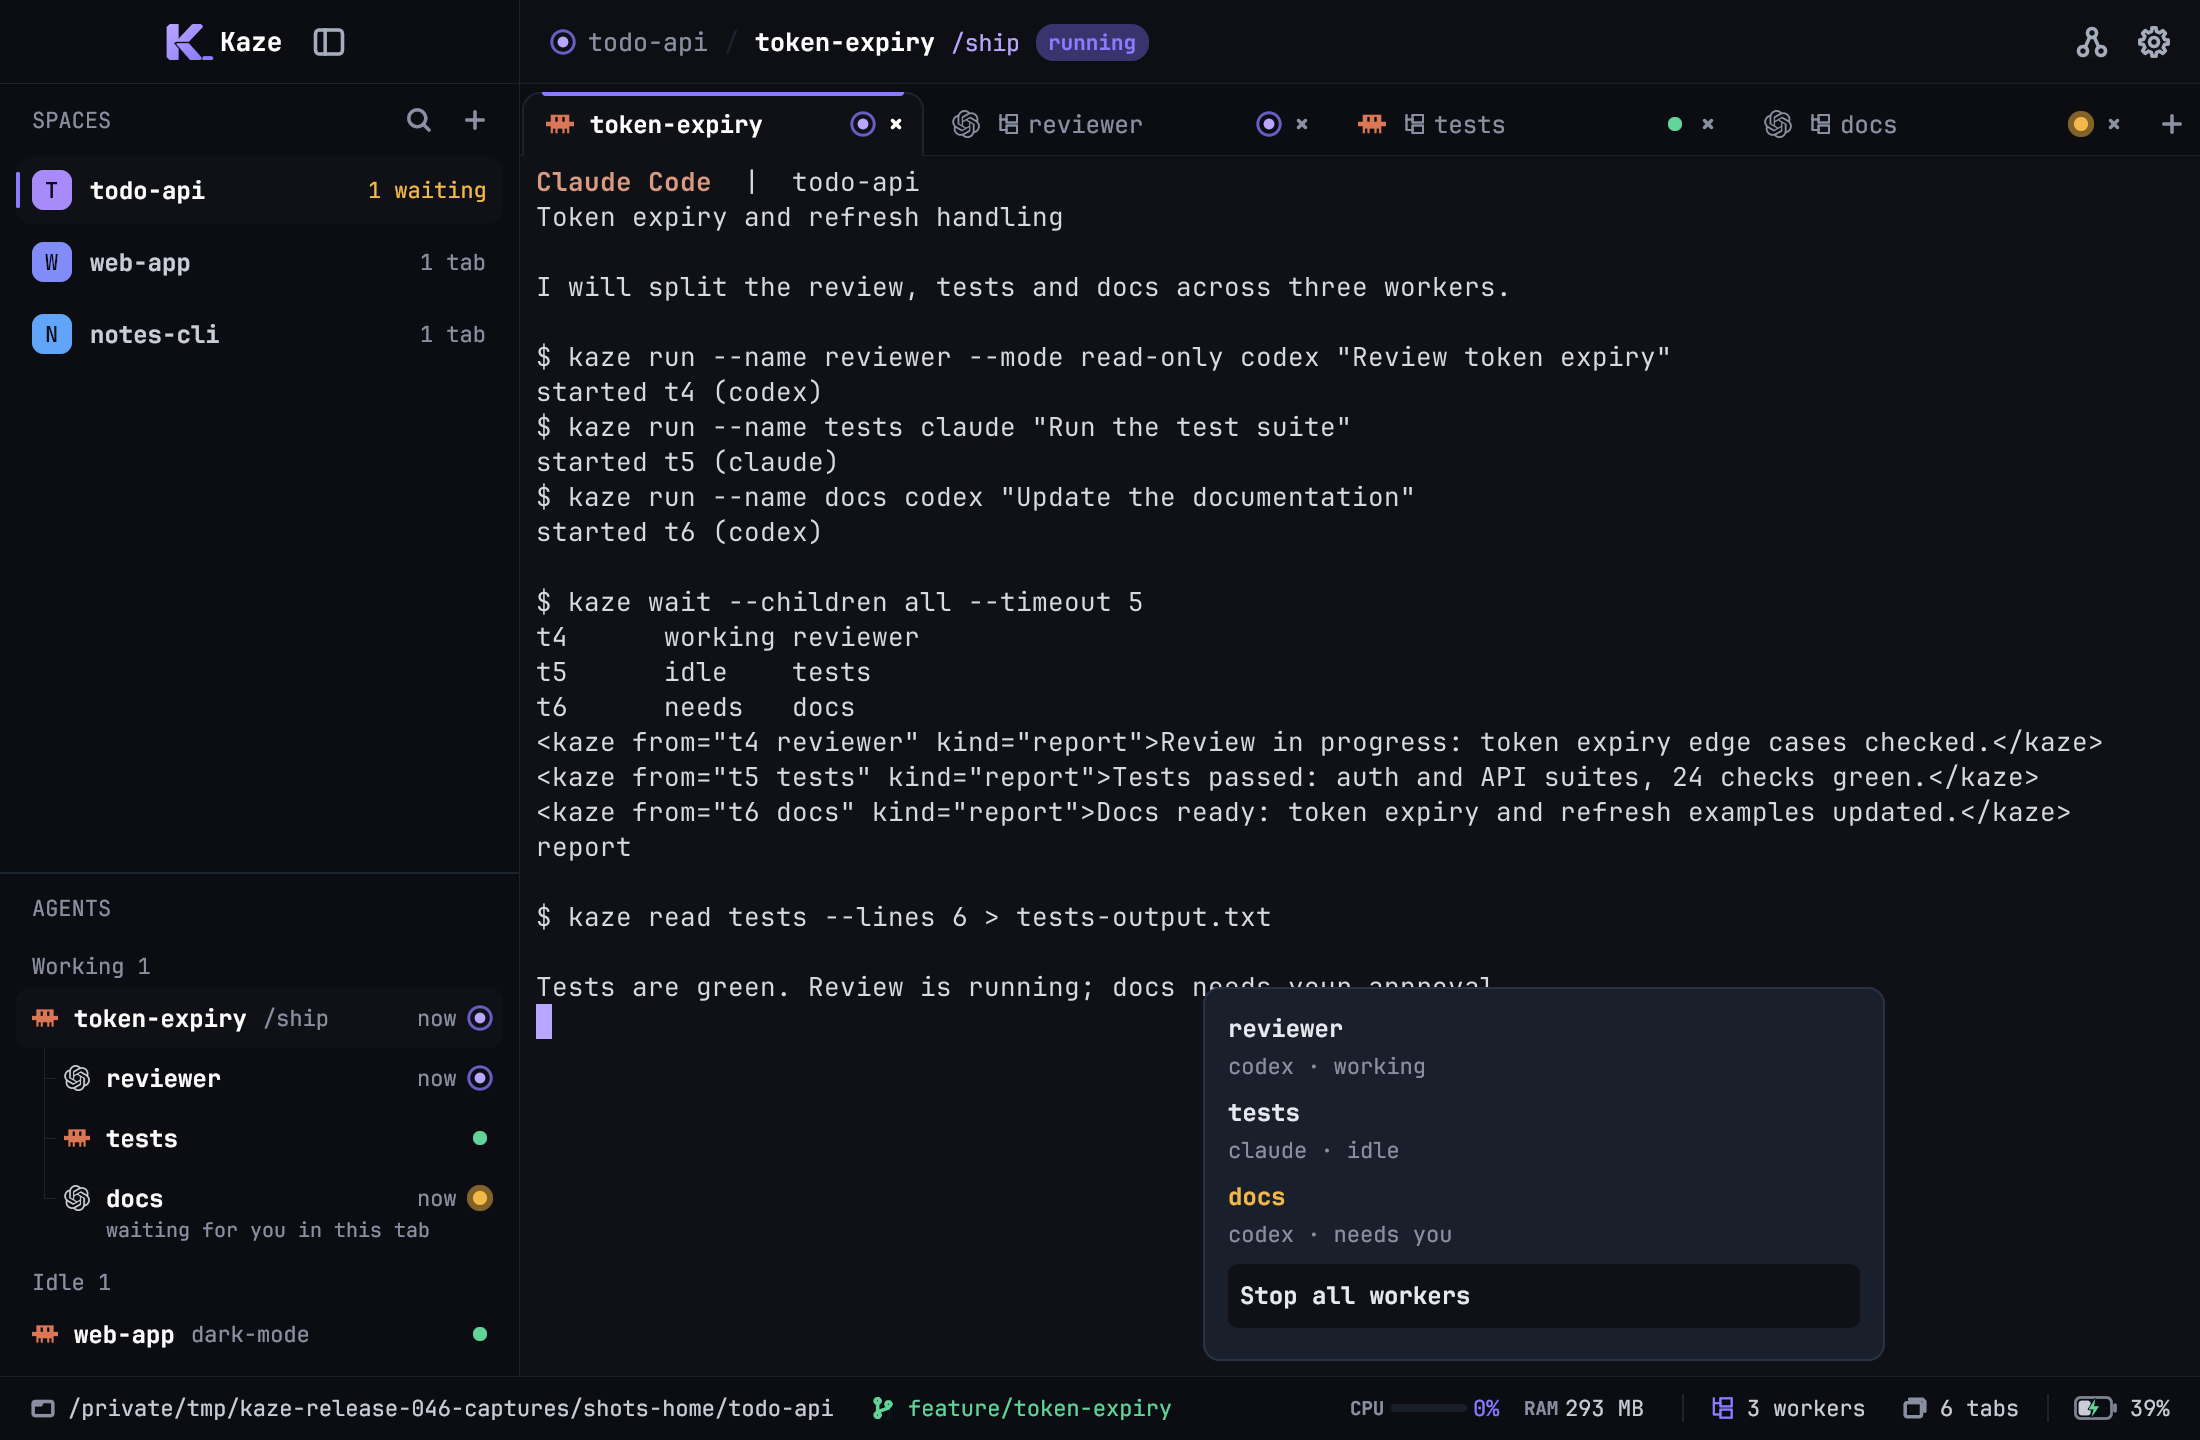 Kaze
todo-api / token-expiry /ship running
SPACES
T todo-api 1 waiting
W web-app 1 tab
N notes-cli 1 tab
token-expiry
reviewer
tests
docs
Claude Code | todo-api
Token expiry and refresh handling
I will split the review, tests and docs across three workers.
$ kaze run --name reviewer --mode read-only codex "Review token expiry"
started t4 (codex)
$ kaze run --name tests claude "Run the test suite"
started t5 (claude)
$ kaze run --name docs codex "Update the documentation"
started t6 (codex)
$ kaze wait --children all --timeout 5
t4 working reviewer
t5 idle tests
t6 needs docs
<kaze from="t4 reviewer" kind="report">Review in progress: token expiry edge cases checked.</kaze>
<kaze from="t5 tests" kind="report">Tests passed: auth and API suites, 24 checks green.</kaze>
<kaze from="t6 docs" kind="report">Docs ready: token expiry and refresh examples updated.</kaze>
report
$ kaze read tests --lines 6 > tests-output.txt
Tests are green. Review is running; docs needs your approval
reviewer
codex · working
tests
claude · idle
docs
codex · needs you
Stop all workers
AGENTS
Working 1
token-expiry /ship now
reviewer now
tests
docs now
waiting for you in this tab
Idle 1
web-app dark-mode
/private/tmp/kaze-release-046-captures/shots-home/todo-api
feature/token-expiry
CPU 0% RAM 293 MB
3 workers
6 tabs
39%